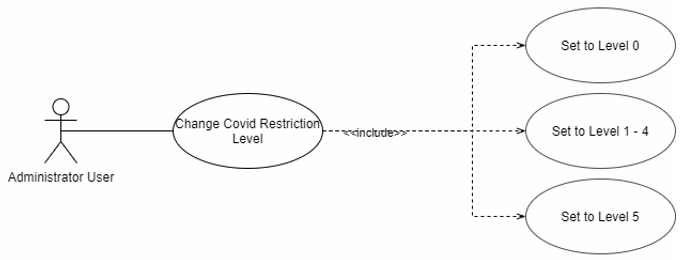 Set to Level 0
Change Covid Restriction
Level
<<include>>
Set to Level 1 - 4
Administrator User
Set to Level 5